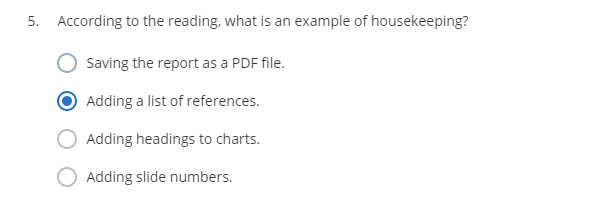 5. According to the reading, what is an example of housekeeping?
Saving the report as a PDF file.
Adding a list of references.
Adding headings to charts.
Adding slide numbers.